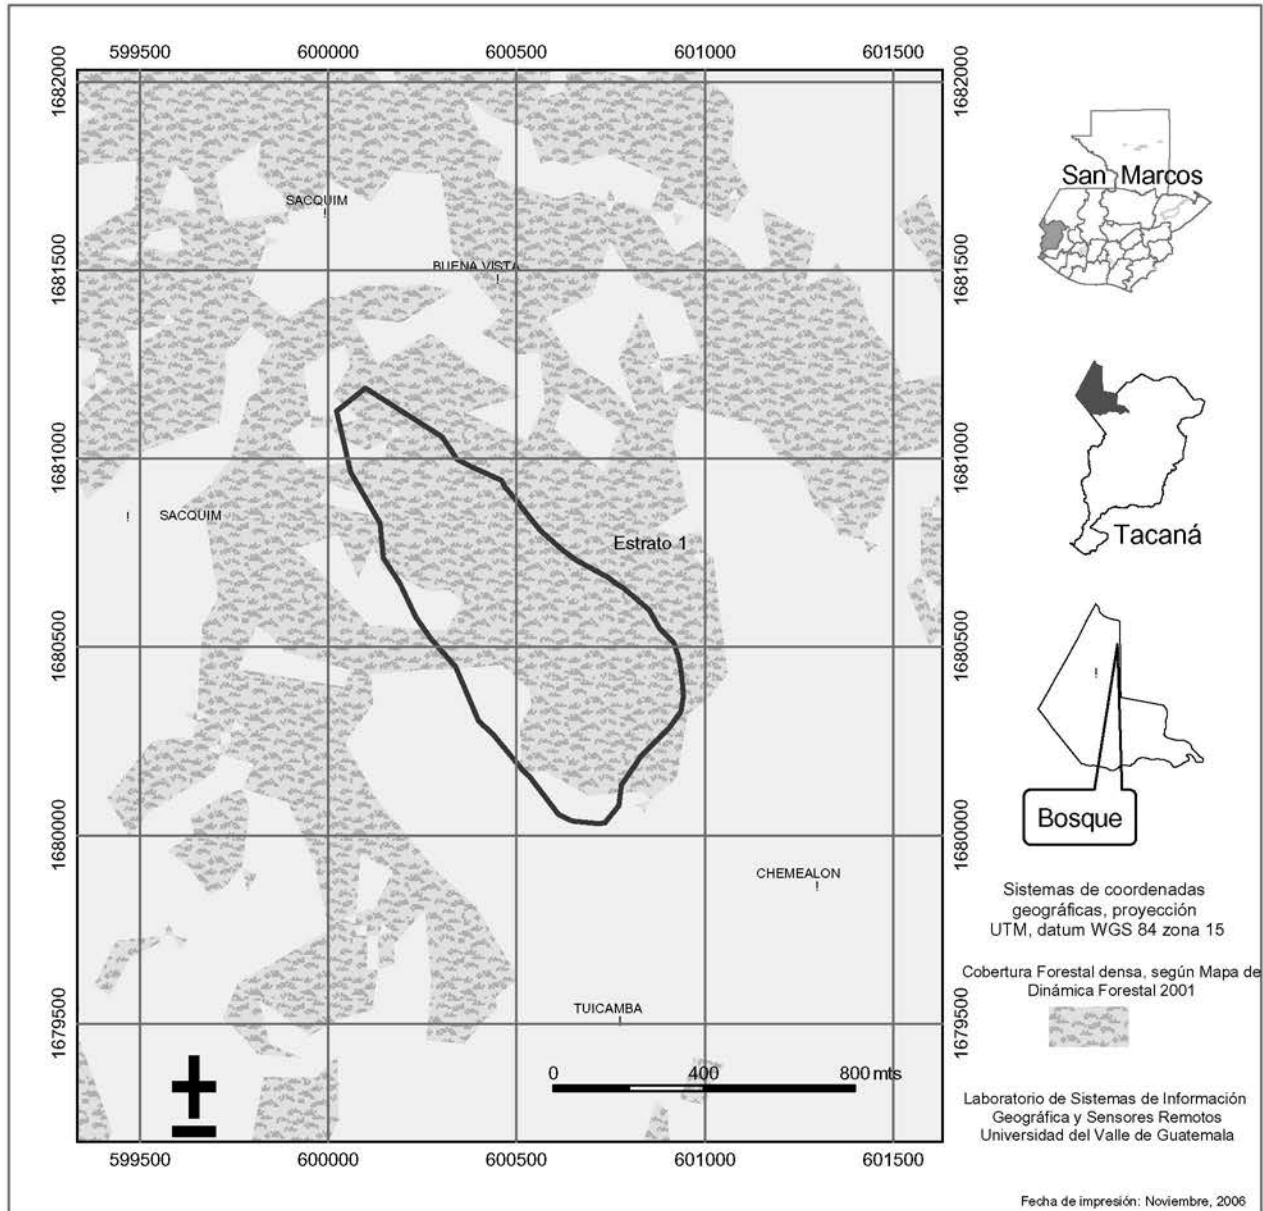 599500 600000 600500 601000 601500
1682000 1682000
SACQUIM
!
1681500 1681500
BUENA VISTA
!
1681000 1681000
! SACQUIM
Estrato 1
1680500 1680500
1680000 1680000
CHEMEALON
!
TUICAMBA
!
1679500 1679500
0 400 800 mts
±
599500 600000 600500 601000 601500
San Marcos
Tacaná
!
Bosque
Sistemas de coordenadas
geográficas, proyección
UTM, datum WGS 84 zona 15
Cobertura Forestal densa, según Mapa de
Dinámica Forestal 2001
Laboratorio de Sistemas de Información
Geográfica y Sensores Remotos
Universidad del Valle de Guatemala
Fecha de impresión: Noviembre, 2006